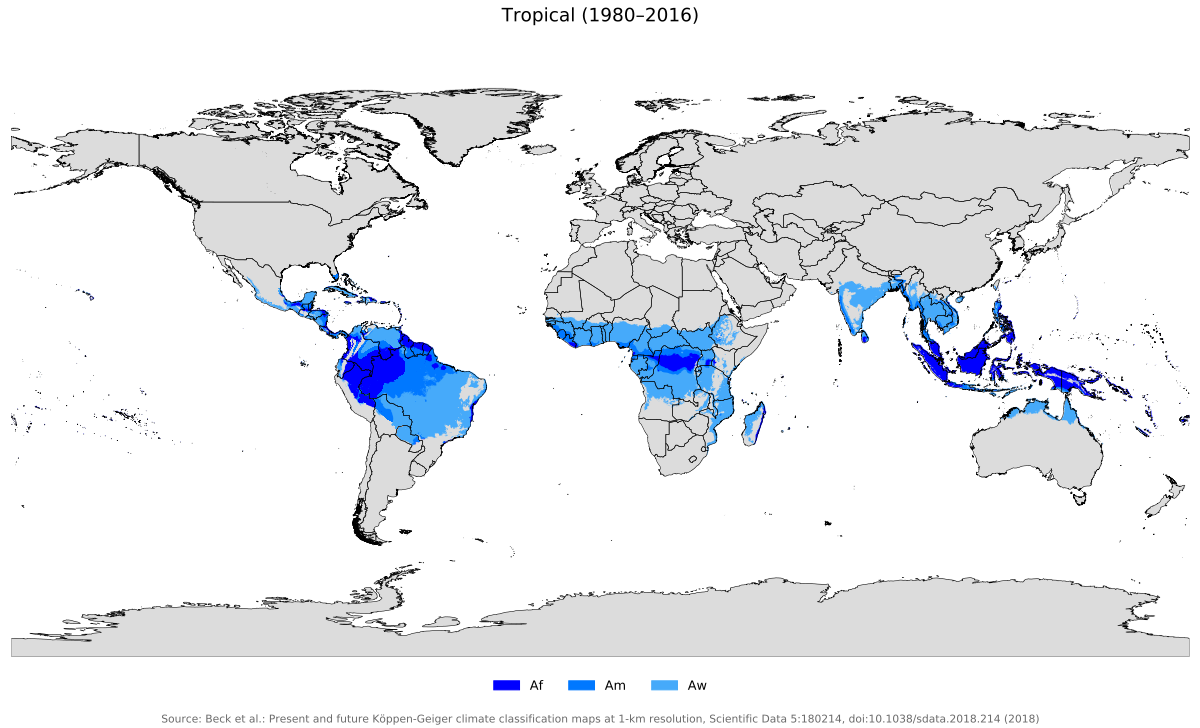 Tropical (1980–2016)
Af Am Aw
Source: Beck et al.: Present and future Köppen-Geiger climate classification maps at 1-km resolution, Scientific Data 5:180214, doi:10.1038/sdata.2018.214 (2018)